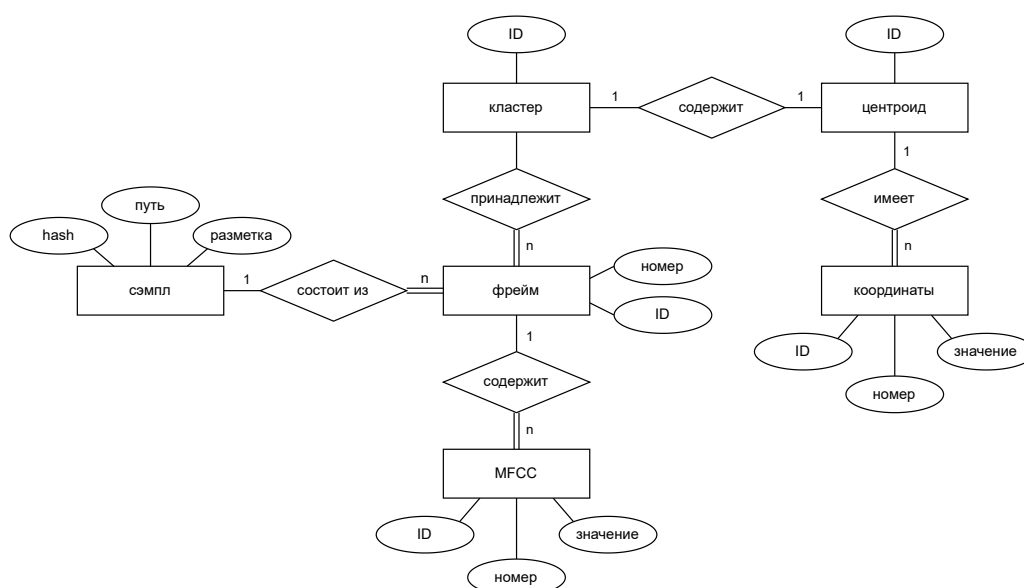 ID
ID
кластер
1
содержит
1
центроид
1
принадлежит
имеет
путь
hash
разметка
n
n
номер
сэмпл
1
состоит из
n
фрейм
координаты
ID
1
ID
значение
содержит
номер
n
MFCC
ID
значение
номер